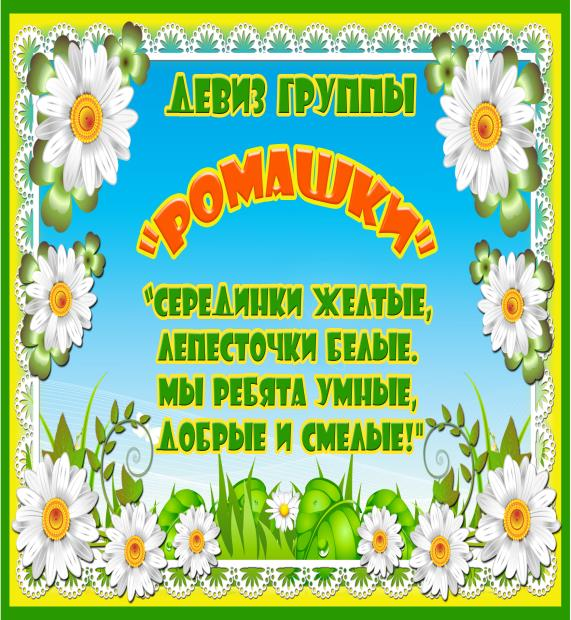 ДЕВИЗ ГРУППЫ
"РОМАШКИ"
"СЕРЕДИНКИ ЖЕЛТЫЕ,
ЛЕПЕСТОЧКИ БЕЛЫЕ.
МЫ РЕБЯТА УМНЫЕ,
ДОБРЫЕ И СМЕЛЫЕ!"